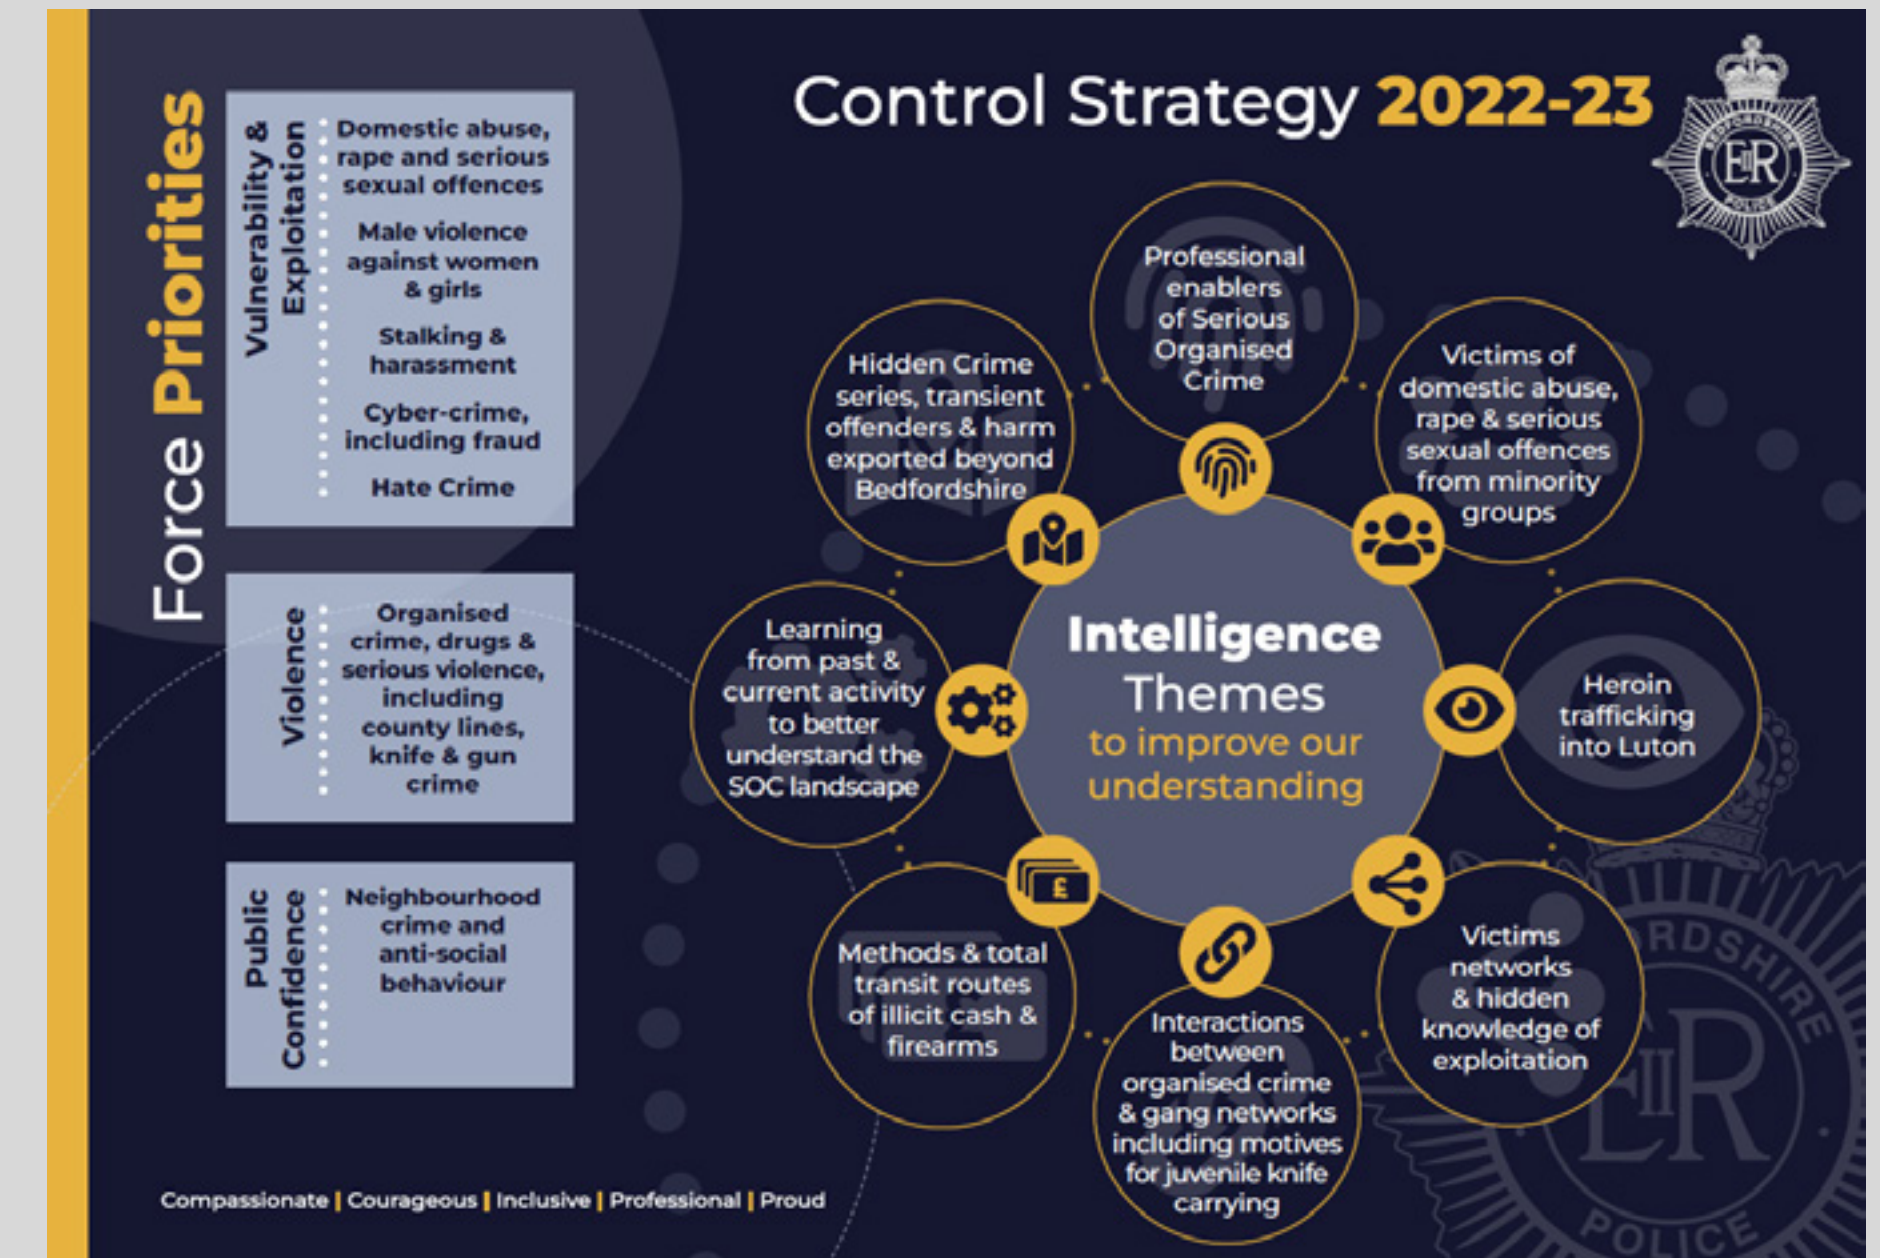 Control Strategy 2022-23
BEDFORDSHIRE
EIIR
POLICE
Force Priorities
Vulnerability &
Exploitation
Domestic abuse,
rape and serious
sexual offences
Male violence
against women
& girls
Stalking &
harassment
Cyber-crime,
including fraud
Hate Crime
Violence
Organised
crime, drugs &
serious violence,
including
county lines,
knife & gun
crime
Public
Confidence
Neighbourhood
crime and
anti-social
behaviour
Intelligence
Themes
to improve our
understanding
Professional
enablers
of Serious
Organised
Crime
Victims of
domestic abuse,
rape & serious
sexual offences
from minority
groups
Heroin
trafficking
into Luton
Victims
networks
& hidden
knowledge of
exploitation
Interactions
between
organised crime
& gang networks
including motives
for juvenile knife
carrying
£
Methods & total
transit routes
of illicit cash &
firearms
Learning
from past &
current activity
to better
understand the
SOC landscape
Hidden Crime
series, transient
offenders & harm
exported beyond
Bedfordshire
Compassionate | Courageous | Inclusive | Professional | Proud
ORDSHIRE
EIIR
POLICE